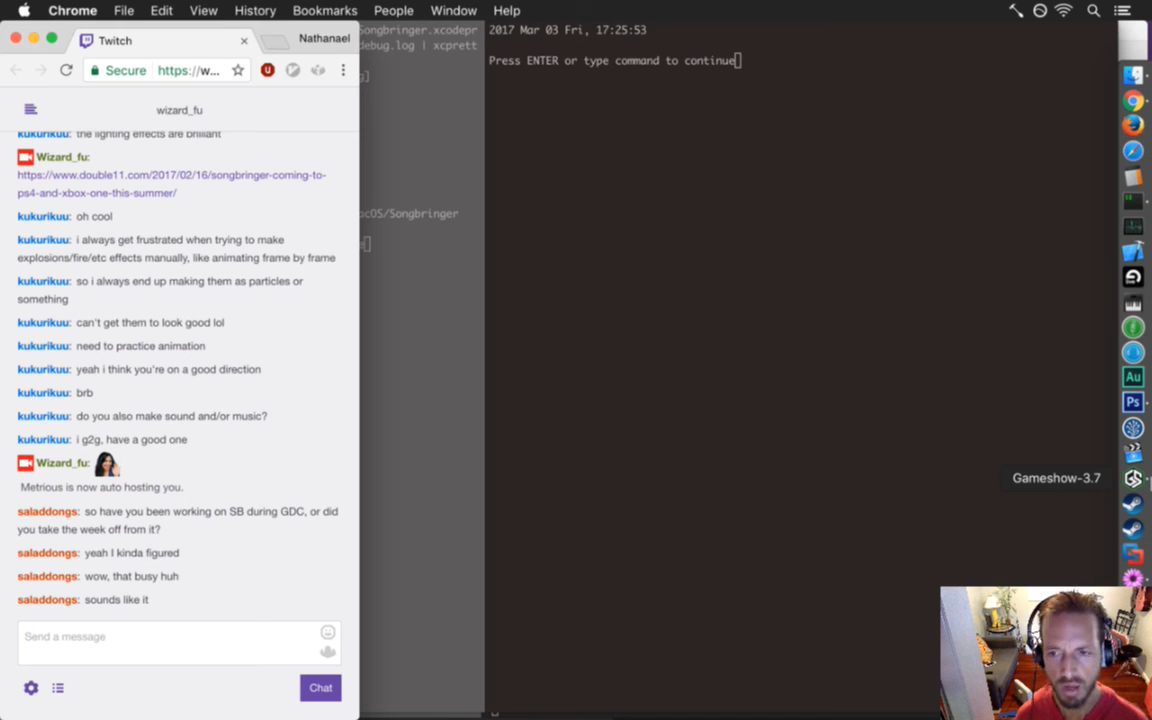 Chrome File Edit View History Bookmarks People Window Help
Twitch
Nathanael
Secure https://w...
wizard_fu
kukurikuu: the lighting effects are brilliant
Wizard_fu:
https://www.double11.com/2017/02/16/songbringer-coming-to-
ps4-and-xbox-one-this-summer/
kukurikuu: oh cool
kukurikuu: i always get frustrated when trying to make
explosions/fire/etc effects manually, like animating frame by frame
kukurikuu: so i always end up making them as particles or
something
kukurikuu: can't get them to look good lol
kukurikuu: need to practice animation
kukurikuu: yeah i think you're on a good direction
kukurikuu: brb
kukurikuu: do you also make sound and/or music?
kukurikuu: i g2g, have a good one
Wizard_fu:
Metrious is now auto hosting you.
saladdongs: so have you been working on SB during GDC, or did
you take the week off from it?
saladdongs: yeah I kinda figured
saladdongs: wow, that busy huh
saladdongs: sounds like it
Send a message
Chat
Songbringer.xcodepr
debug.log | xcprett
g]
cOS/Songbringer
2017 Mar 03 Fri, 17:25:53
Press ENTER or type command to continue
Gameshow-3.7
Au
Ps